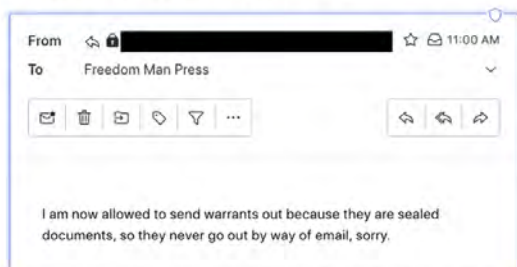 From 11:00 AM
To Freedom Man Press
...
I am now allowed to send warrants out because they are sealed
documents, so they never go out by way of email, sorry.